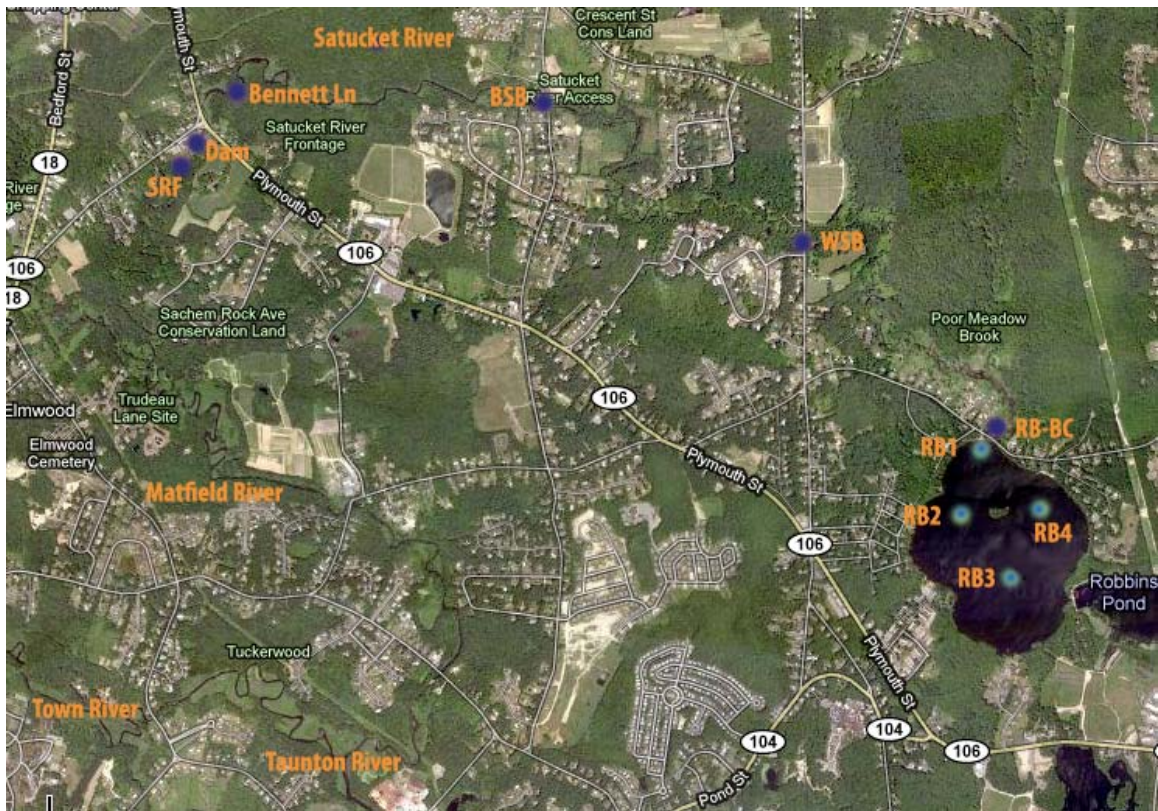 Shopping Center
Plymouth St
Satucket River
Crescent St
Cons Land
Bedford St
Bennett Ln
BSB
Satucket
River Access
Satucket River
Frontage
18
Dam
SRF
River
Plymouth St
106
106
18
WSB
Sachem Rock Ave
Conservation Land
Poor Meadow
Brook
Trudeau
Lane Site
106
Elmwood
Elmwood
Cemetery
RB-BC
RB1
Plymouth St
Matfield River
RB2
RB4
106
RB3
Robbins
Pond
Tuckerwood
Plymouth St
Town River
Taunton River
104
104
106
Pond St